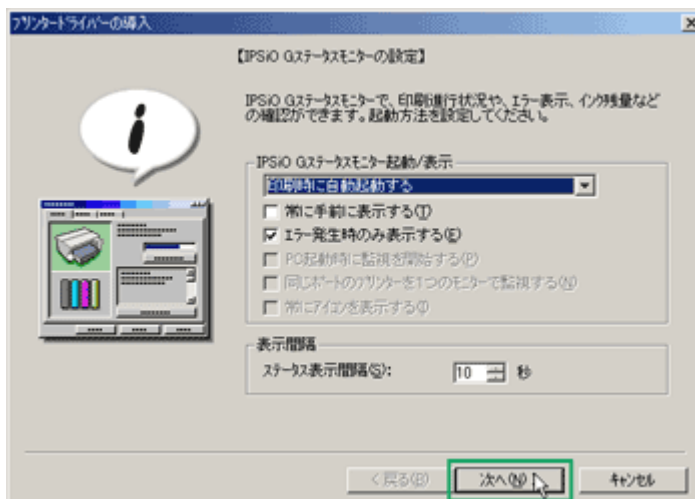 プリンタードライバーの導入
【IPSiO Gステータスモニターの設定】
IPSiO Gステータスモニターで、印刷進行状況や、エラー表示、インク残量など
の確認ができます。起動方法を設定してください。
IPSiO Gステータスモニター起動/表示
印刷時に自動起動する
常に手前に表示する(T)
エラー発生時のみ表示する(E)
PC起動時に監視を開始する(P)
同じポートのプリンターを1つのモニターで監視する(N)
常にアイコンを表示する(I)
表示間隔
ステータス表示間隔(S):
10 秒
< 戻る(B)
次へ(N) >
キャンセル